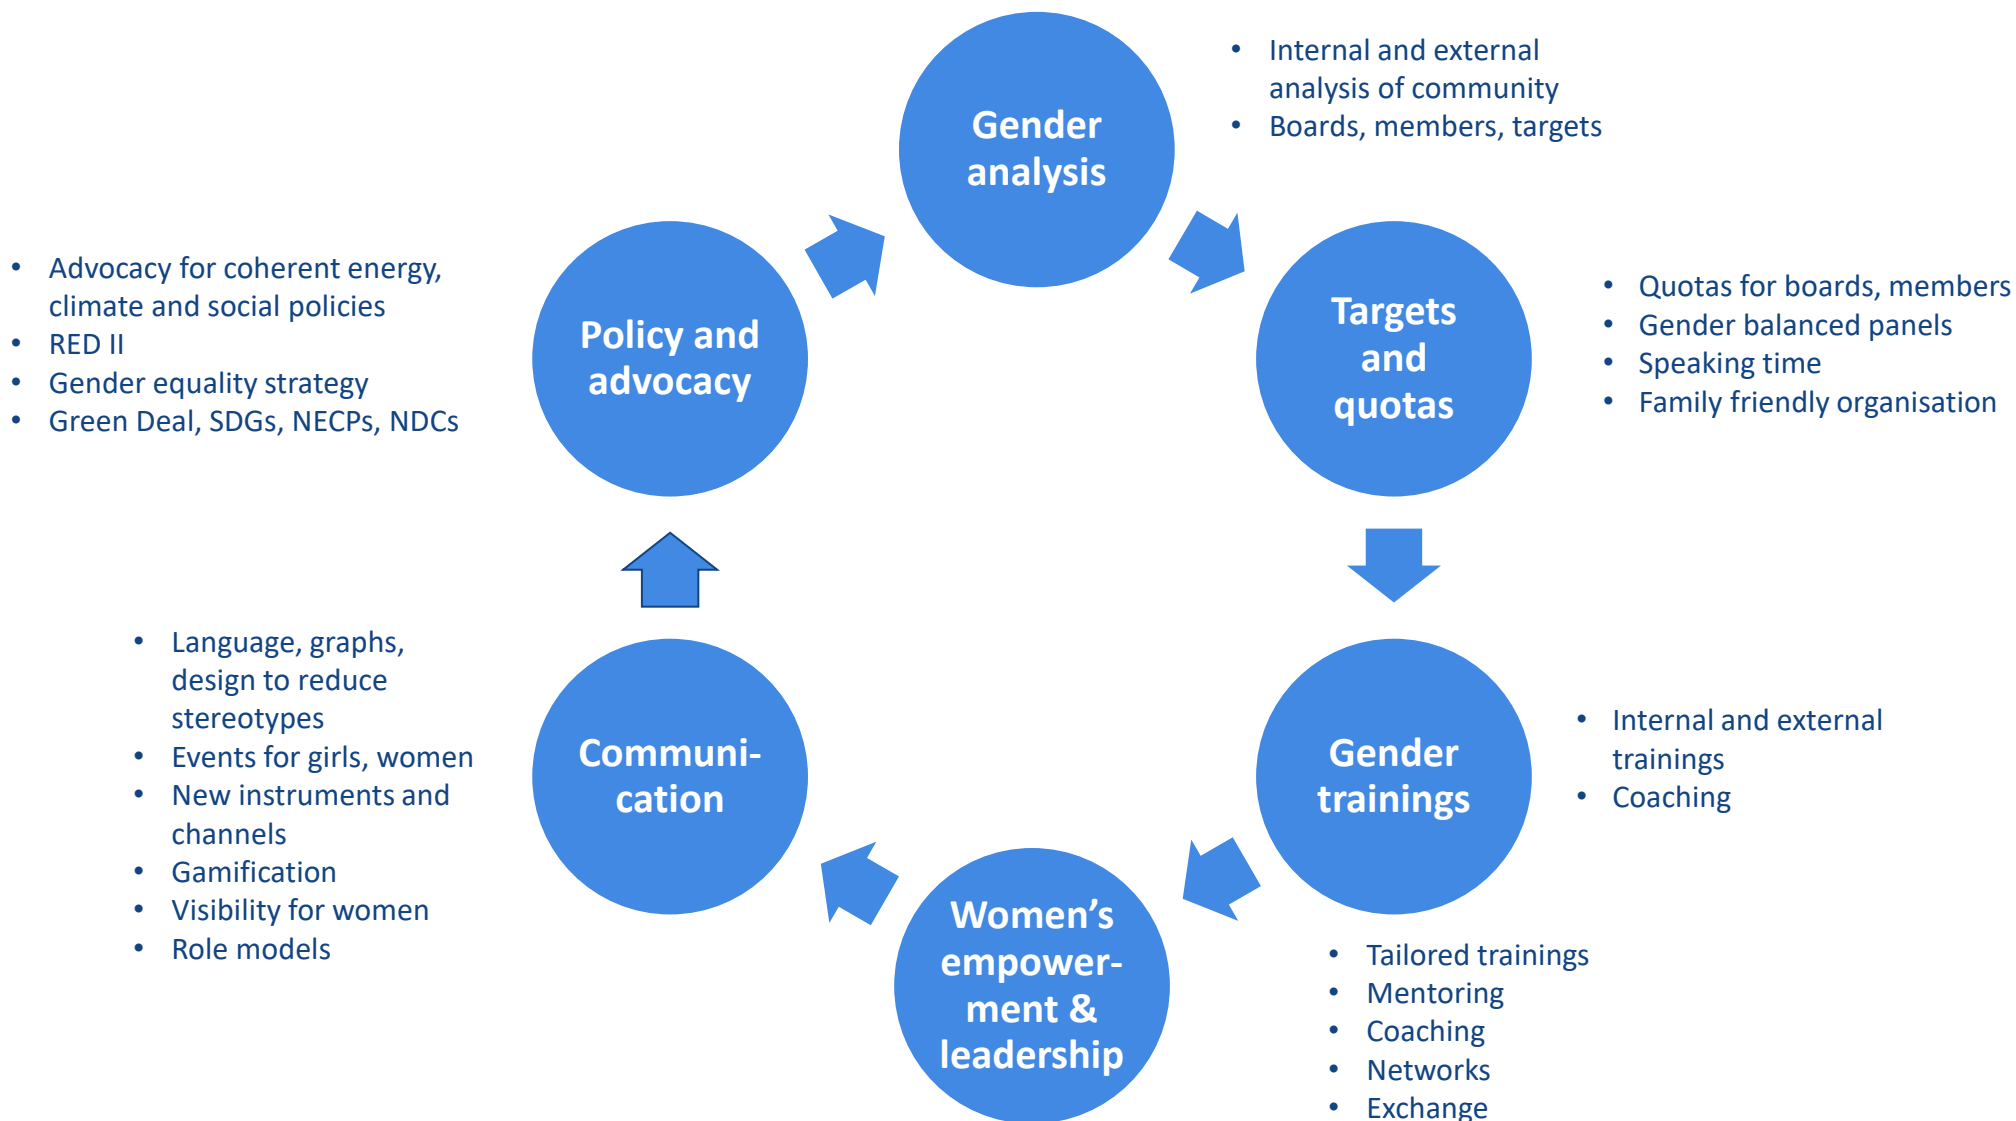 Gender
analysis
• Internal and external
analysis of community
• Boards, members, targets
Targets
and
quotas
• Quotas for boards, members
• Gender balanced panels
• Speaking time
• Family friendly organisation
Gender
trainings
• Internal and external
trainings
• Coaching
Women’s
empower-
ment &
leadership
• Tailored trainings
• Mentoring
• Coaching
• Networks
• Exchange
Communi-
cation
• Language, graphs,
design to reduce
stereotypes
• Events for girls, women
• New instruments and
channels
• Gamification
• Visibility for women
• Role models
Policy and
advocacy
• Advocacy for coherent energy,
climate and social policies
• RED II
• Gender equality strategy
• Green Deal, SDGs, NECPs, NDCs